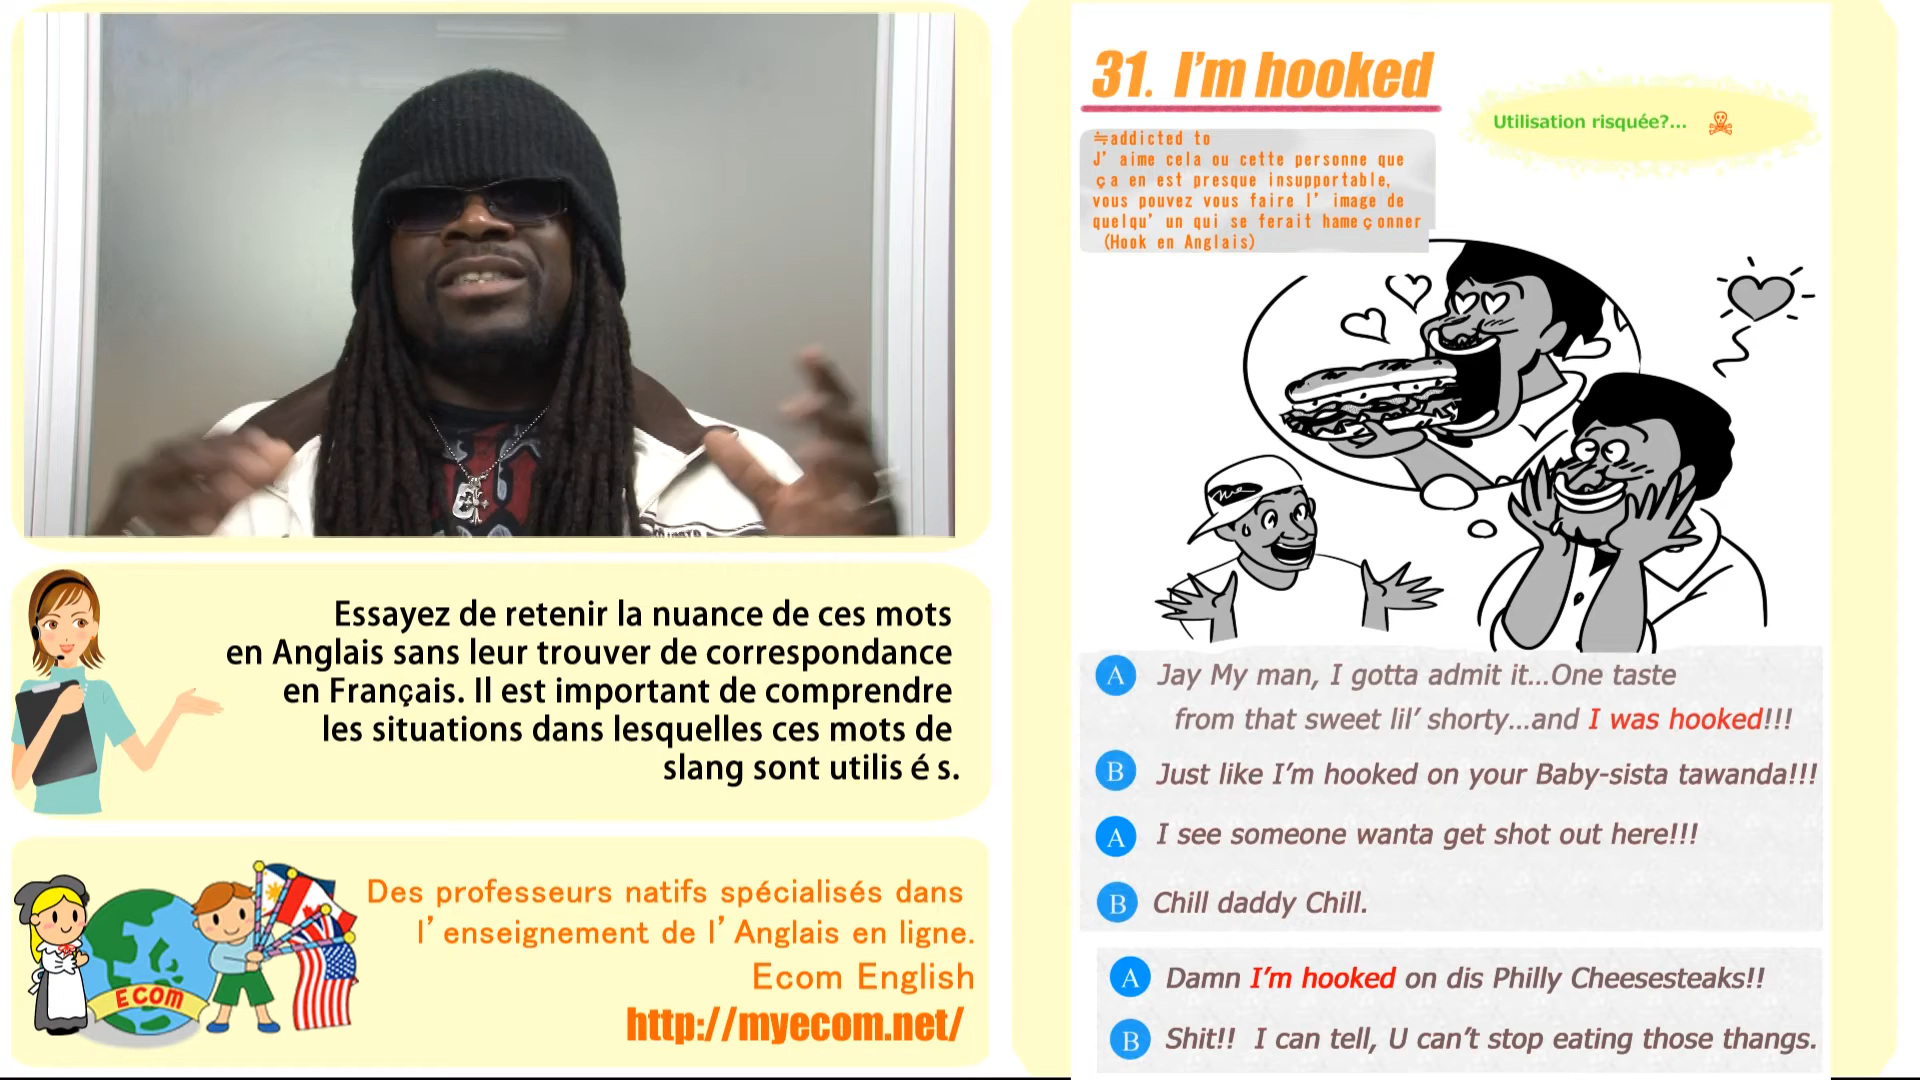 31. I'm hooked
Utilisation risquée?...
≒addicted to
J' aime cela ou cette personne que
ça en est presque insupportable,
vous pouvez vous faire l' image de
quelqu' un qui se ferait hameçonner
(Hook en Anglais)
A Jay My man, I gotta admit it...One taste
from that sweet lil' shorty...and I was hooked!!!
B Just like I'm hooked on your Baby-sista tawanda!!!
A I see someone wanta get shot out here!!!
B Chill daddy Chill.
A Damn I'm hooked on dis Philly Cheesesteaks!!
B Shit!! I can tell, U can't stop eating those thangs.
Essayez de retenir la nuance de ces mots
en Anglais sans leur trouver de correspondance
en Français. Il est important de comprendre
les situations dans lesquelles ces mots de
slang sont utilis é s.
ECOM
Des professeurs natifs spécialisés dans
l' enseignement de l' Anglais en ligne.
Ecom English
http://myecom.net/